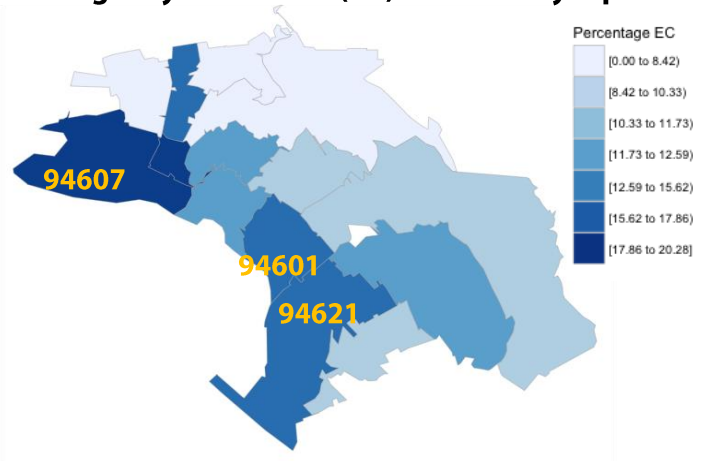 Percentage EC
[0.00 to 8.42)
[8.42 to 10.33)
[10.33 to 11.73)
[11.73 to 12.59)
[12.59 to 15.62)
[15.62 to 17.86)
[17.86 to 20.28]
94607
94601
94621